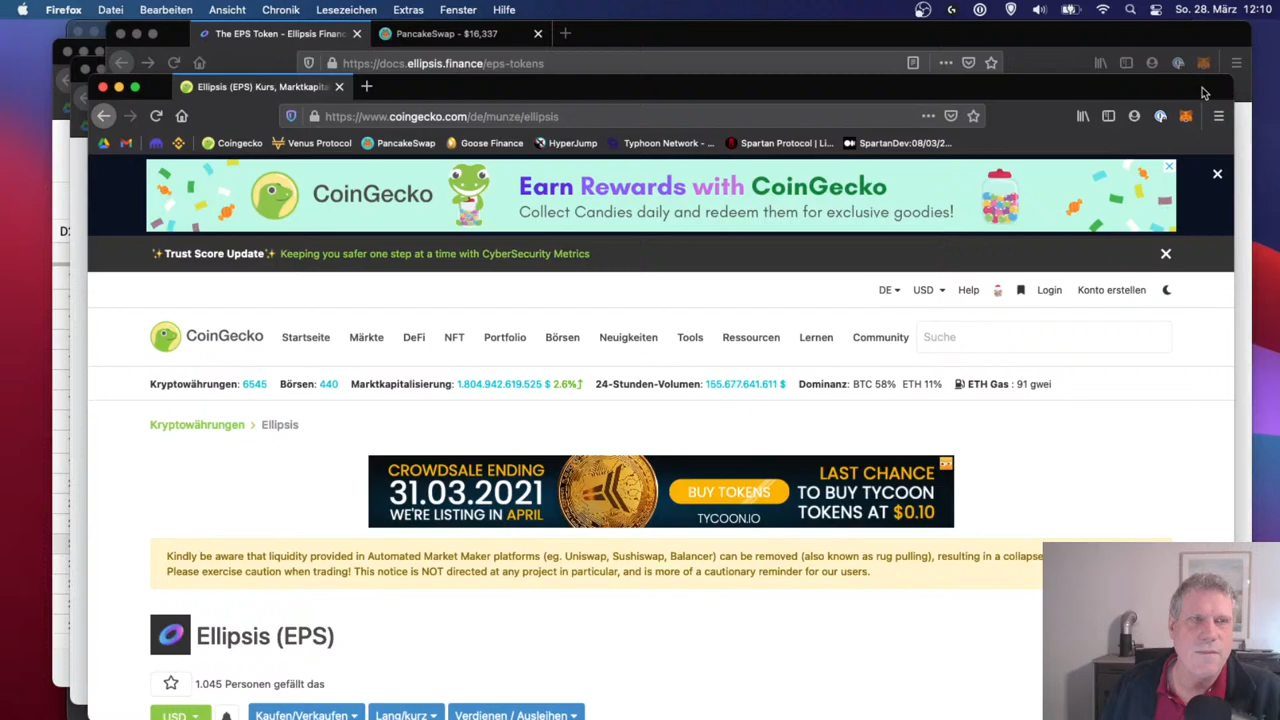 Firefox Datei Bearbeiten Ansicht Chronik Lesezeichen Extras Fenster Hilfe So. 28. März 12:10
The EPS Token - Ellipsis Finan
PancakeSwap - $16,337
https://docs.ellipsis.finance/eps-tokens
Ellipsis (EPS) Kurs, Marktkapita
https://www.coingecko.com/de/munze/ellipsis
Coingecko Venus Protocol PancakeSwap Goose Finance HyperJump Typhoon Network - ... Spartan Protocol | Li... SpartanDev:08/03/2...
CoinGecko
Earn Rewards with CoinGecko
Collect Candies daily and redeem them for exclusive goodies!
✨Trust Score Update✨ Keeping you safer one step at a time with CyberSecurity Metrics
DE USD Help Login Konto erstellen
CoinGecko Startseite Märkte DeFi NFT Portfolio Börsen Neuigkeiten Tools Ressourcen Lernen Community Suche
Kryptowährungen: 6545 Börsen: 440 Marktkapitalisierung: 1.804.942.619.525 $ 2.6% 24-Stunden-Volumen: 155.677.641.611 $ Dominanz: BTC 58% ETH 11% ETH Gas : 91 gwei
Kryptowährungen > Ellipsis
CROWDSALE ENDING
31.03.2021
WE'RE LISTING IN APRIL
BUY TOKENS
TYCOON.IO
LAST CHANCE
TO BUY TYCOON
TOKENS AT $0.10
Kindly be aware that liquidity provided in Automated Market Maker platforms (eg. Uniswap, Sushiswap, Balancer) can be removed (also known as rug pulling), resulting in a collapse
Please exercise caution when trading! This notice is NOT directed at any project in particular, and is more of a cautionary reminder for our users.
Ellipsis (EPS)
1.045 Personen gefällt das
USD Kaufen/Verkaufen Lang/kurz Verdienen / Ausleihen